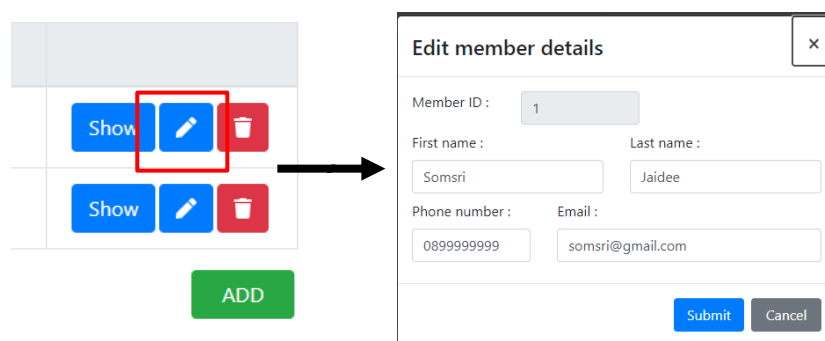 Show
Show
ADD
Edit member details ×
Member ID : 1
First name : Last name :
Somsri Jaidee
Phone number : Email :
0899999999 somsri@gmail.com
Submit Cancel